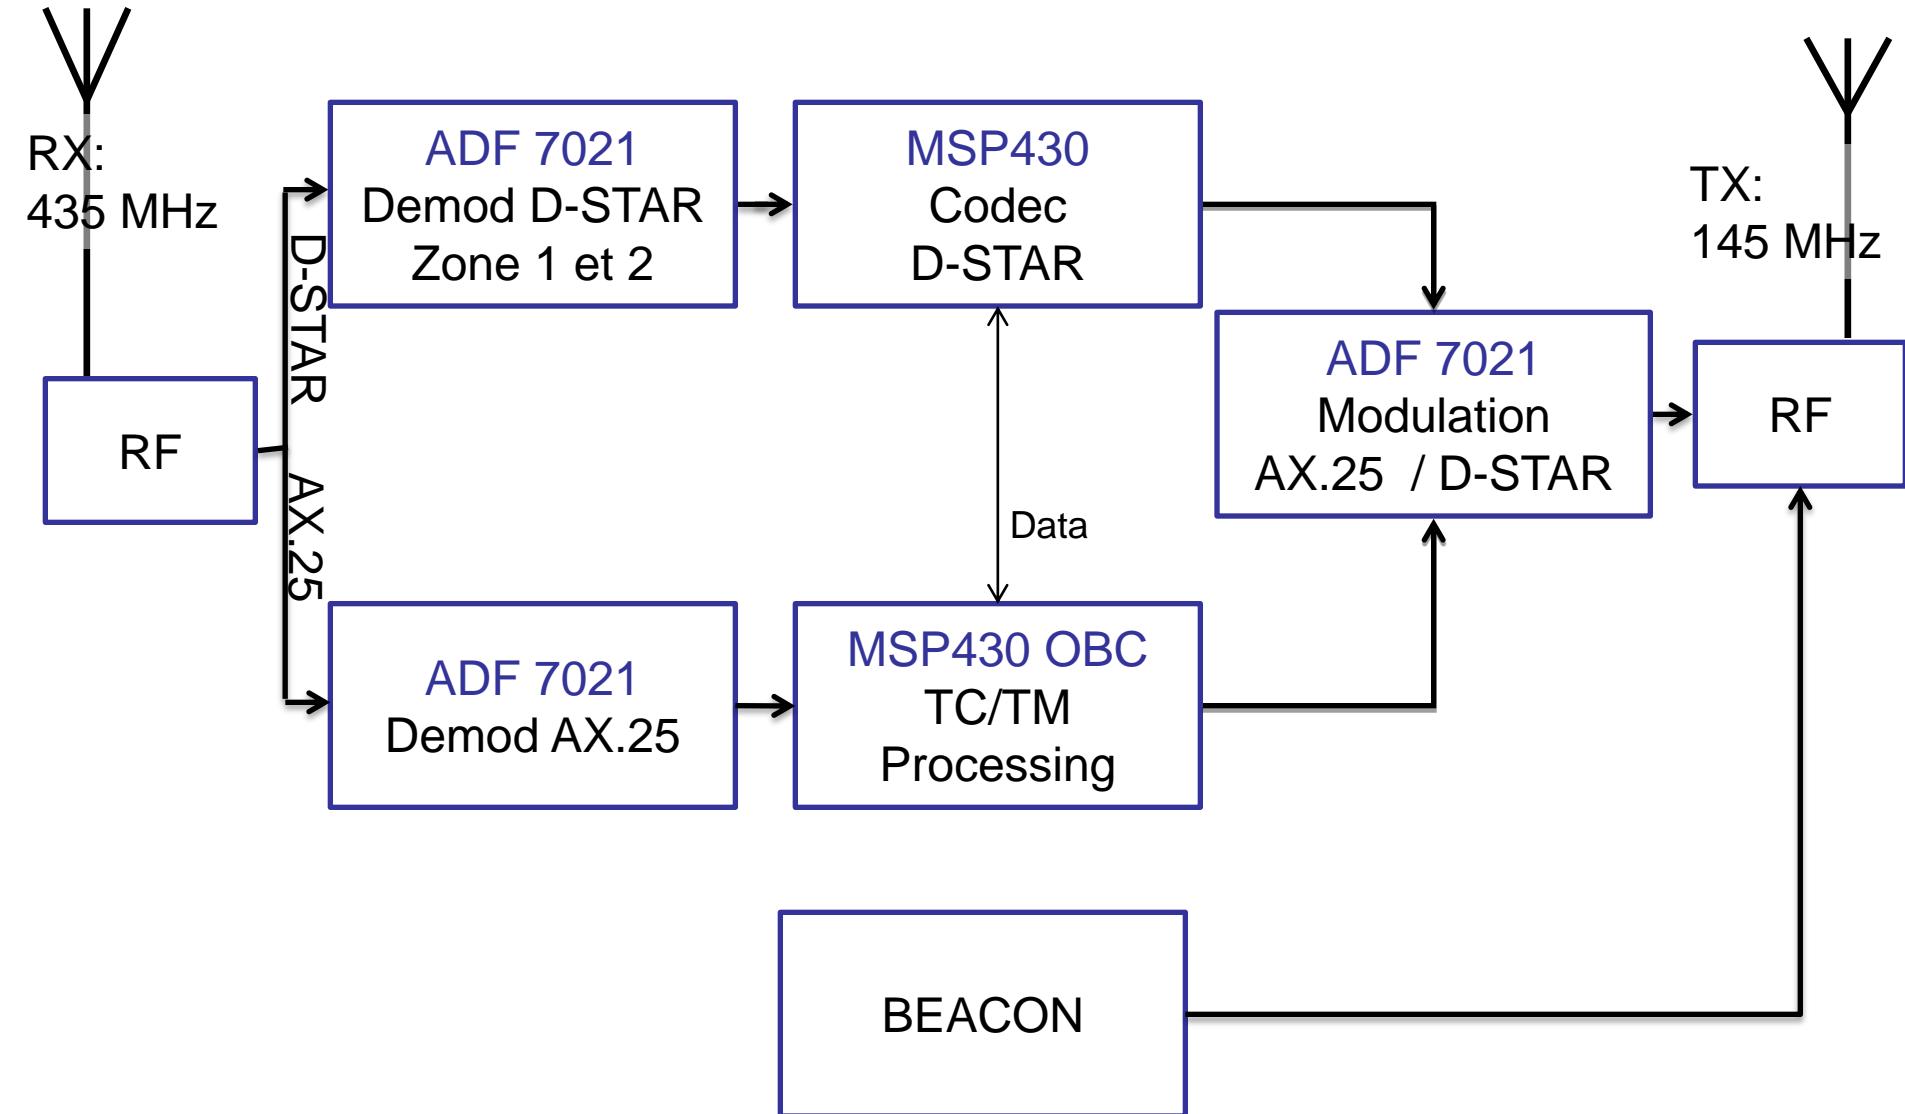 RX:
435 MHz
RF
D-STAR
AX.25
ADF 7021
Demod D-STAR
Zone 1 et 2
MSP430
Codec
D-STAR
Data
ADF 7021
Demod AX.25
MSP430 OBC
TC/TM
Processing
ADF 7021
Modulation
AX.25 / D-STAR
TX:
145 MHz
RF
BEACON